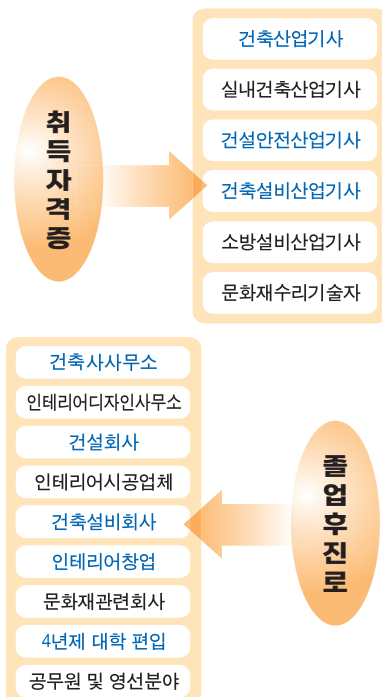 취득자격증
건축산업기사
실내건축산업기사
건설안전산업기사
건축설비산업기사
소방설비산업기사
문화재수리기술자
졸업후진로
건축사사무소
인테리어디자인사무소
건설회사
인테리어시공업체
건축설비회사
인테리어창업
문화재관련회사
4년제 대학 편입
공무원 및 영선분야